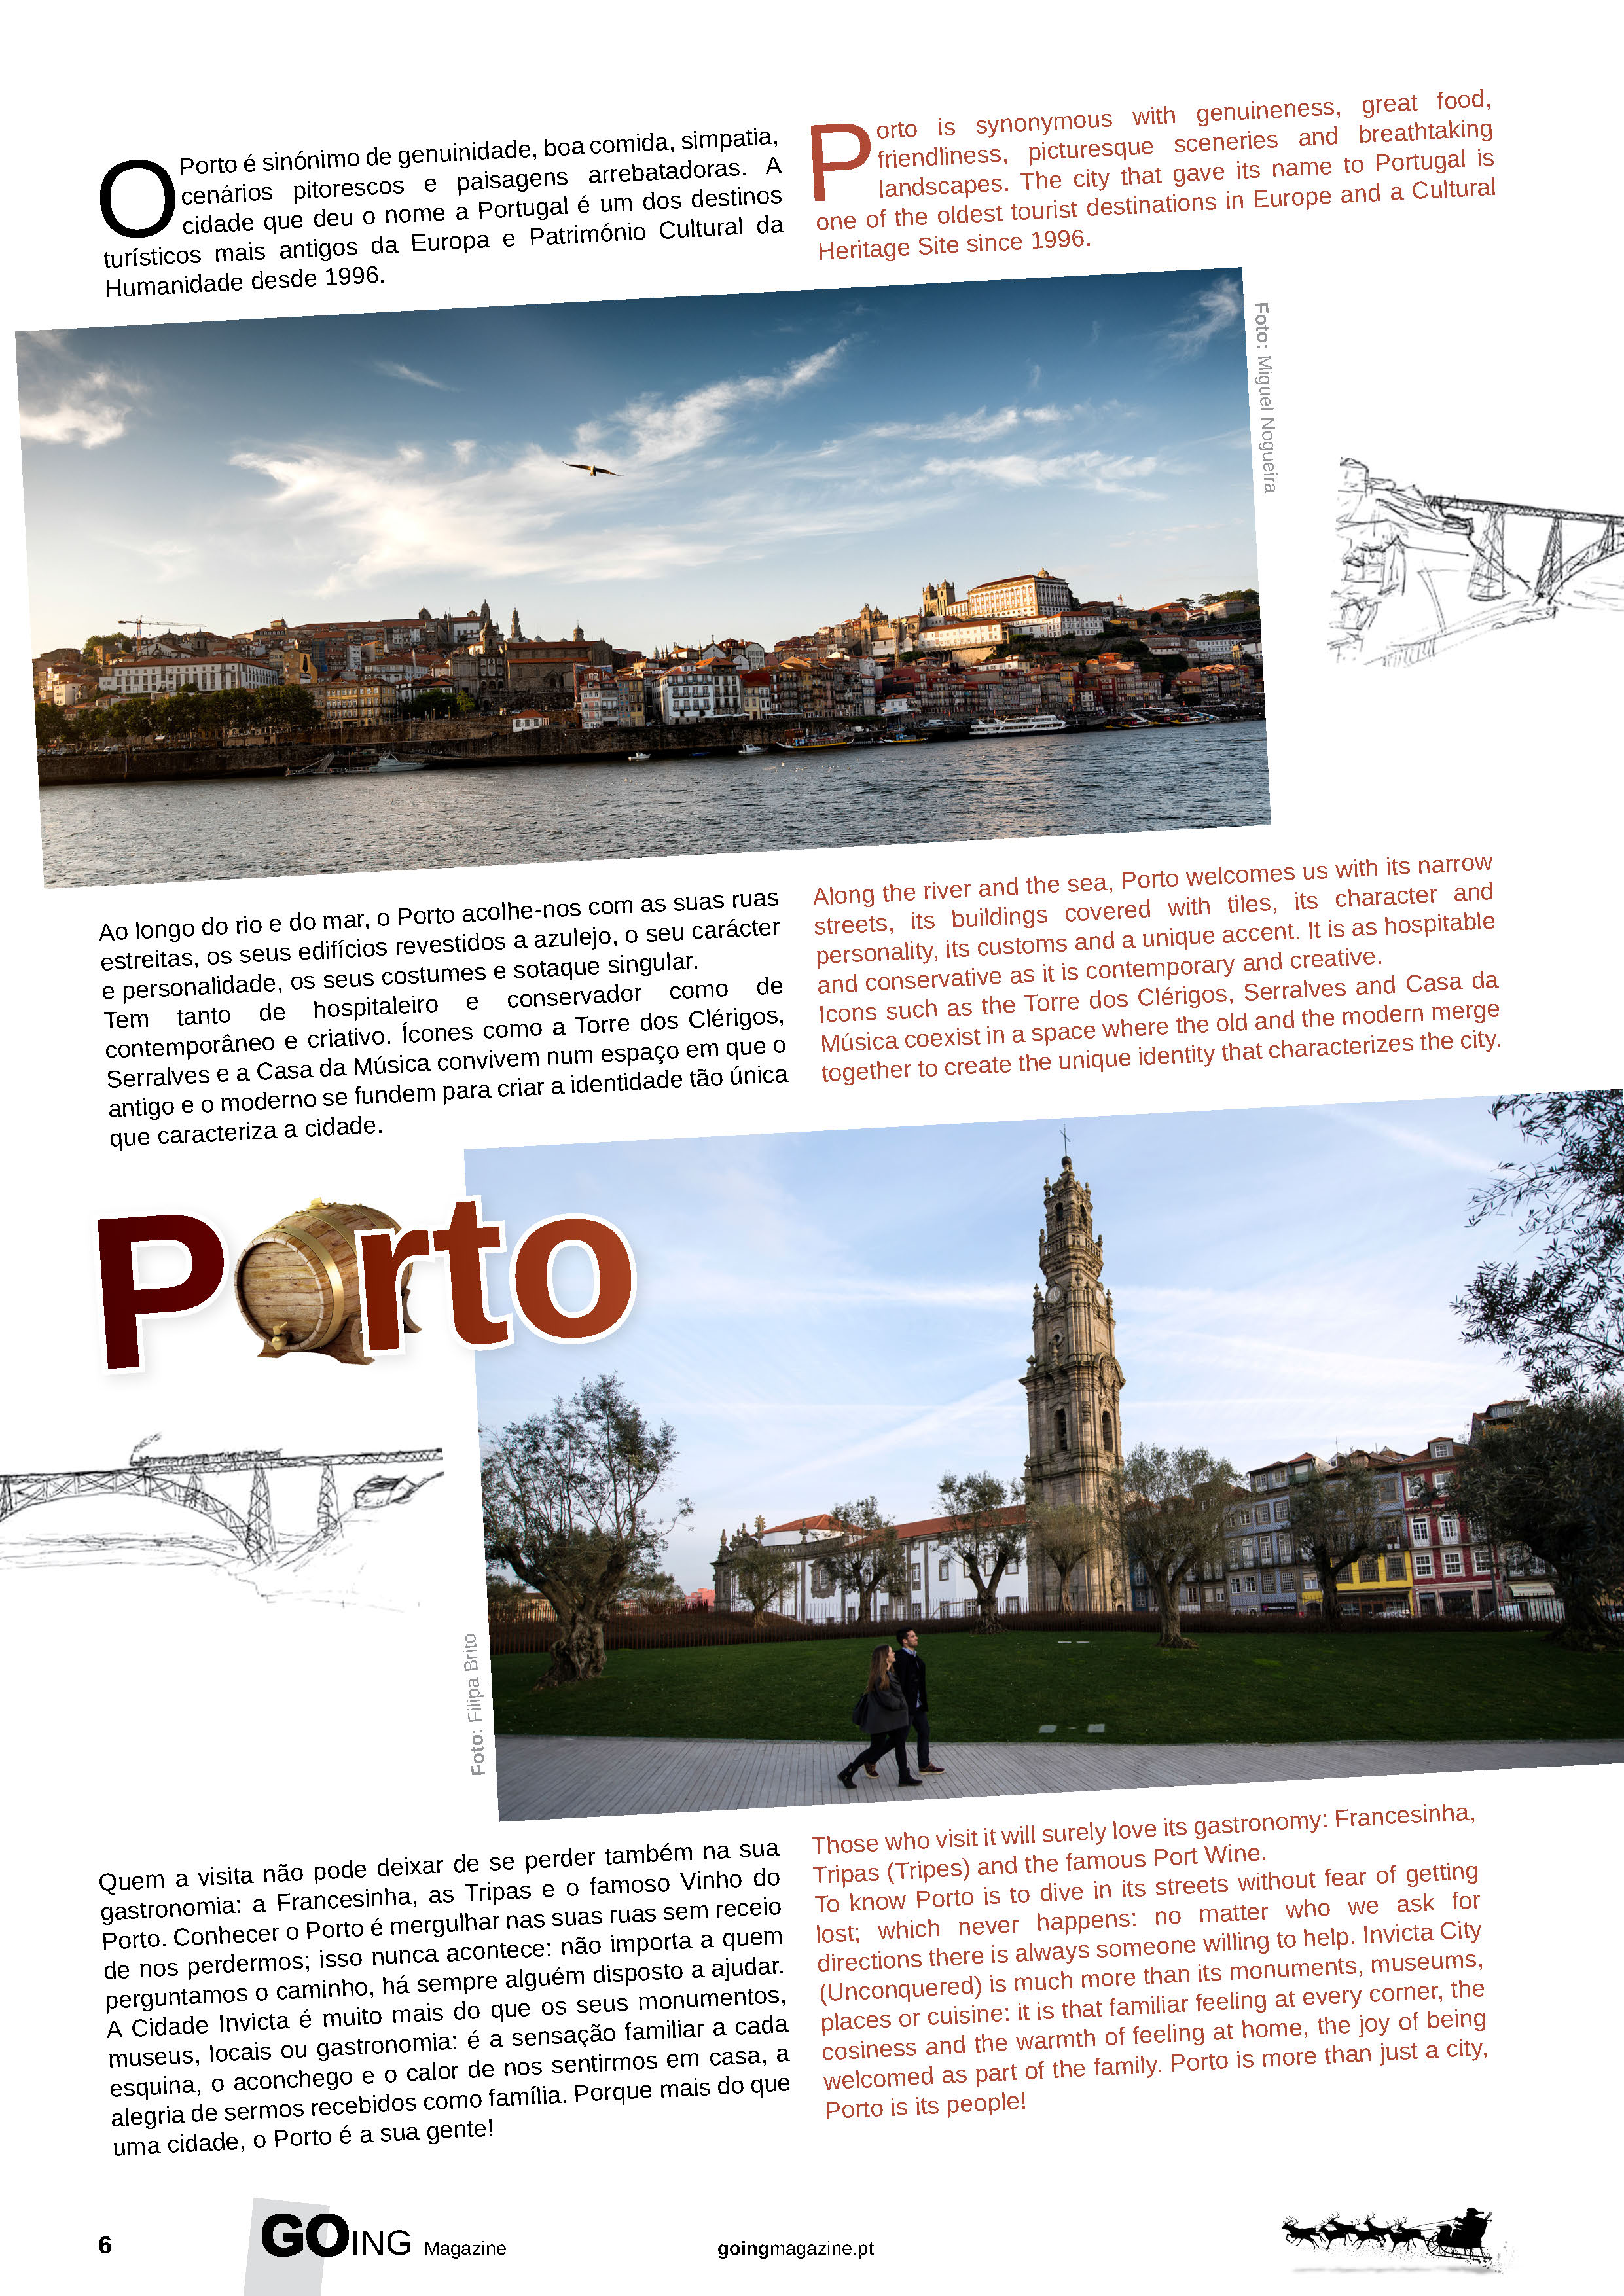 O Porto é sinónimo de genuinidade, boa comida, simpatia,
cenários pitorescos e paisagens arrebatadoras. A
cidade que deu o nome a Portugal é um dos destinos
turísticos mais antigos da Europa e Património Cultural da
Humanidade desde 1996.
Porto is synonymous with genuineness, great food,
friendliness, picturesque sceneries and breathtaking
landscapes. The city that gave its name to Portugal is
one of the oldest tourist destinations in Europe and a Cultural
Heritage Site since 1996.
Foto: Miguel Nogueira
Ao longo do rio e do mar, o Porto acolhe-nos com as suas ruas
estreitas, os seus edifícios revestidos a azulejo, o seu carácter
e personalidade, os seus costumes e sotaque singular.
Tem tanto de hospitaleiro e conservador como de
contemporâneo e criativo. Ícones como a Torre dos Clérigos,
Serralves e a Casa da Música convivem num espaço em que o
antigo e o moderno se fundem para criar a identidade tão única
que caracteriza a cidade.
Along the river and the sea, Porto welcomes us with its narrow
streets, its buildings covered with tiles, its character and
personality, its customs and a unique accent. It is as hospitable
and conservative as it is contemporary and creative.
Icons such as the Torre dos Clérigos, Serralves and Casa da
Música coexist in a space where the old and the modern merge
together to create the unique identity that characterizes the city.
Porto
Foto: Filipa Brito
Quem a visita não pode deixar de se perder também na sua
gastronomia: a Francesinha, as Tripas e o famoso Vinho do
Porto. Conhecer o Porto é mergulhar nas suas ruas sem receio
de nos perdermos; isso nunca acontece: não importa a quem
perguntamos o caminho, há sempre alguém disposto a ajudar.
A Cidade Invicta é muito mais do que os seus monumentos,
museus, locais ou gastronomia: é a sensação familiar a cada
esquina, o aconchego e o calor de nos sentirmos em casa, a
alegria de sermos recebidos como família. Porque mais do que
uma cidade, o Porto é a sua gente!
Those who visit it will surely love its gastronomy: Francesinha,
Tripas (Tripes) and the famous Port Wine.
To know Porto is to dive in its streets without fear of getting
lost; which never happens: no matter who we ask for
directions there is always someone willing to help. Invicta City
(Unconquered) is much more than its monuments, museums,
places or cuisine: it is that familiar feeling at every corner, the
cosiness and the warmth of feeling at home, the joy of being
welcomed as part of the family. Porto is more than just a city,
Porto is its people!
6
GOING Magazine
goingmagazine.pt